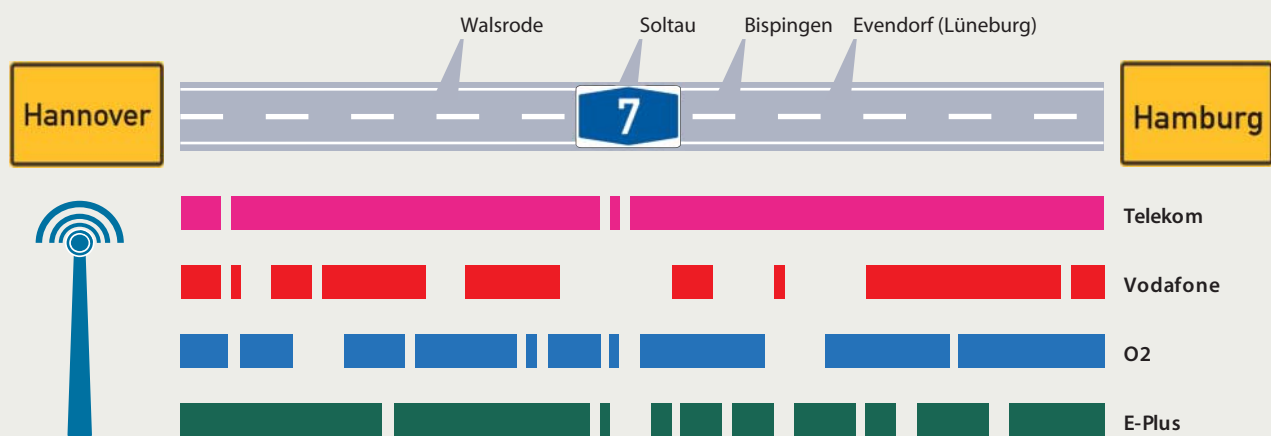 Walsrode Soltau Bispingen Evendorf (Lüneburg)
Hannover 7 Hamburg
Telekom
Vodafone
O2
E-Plus